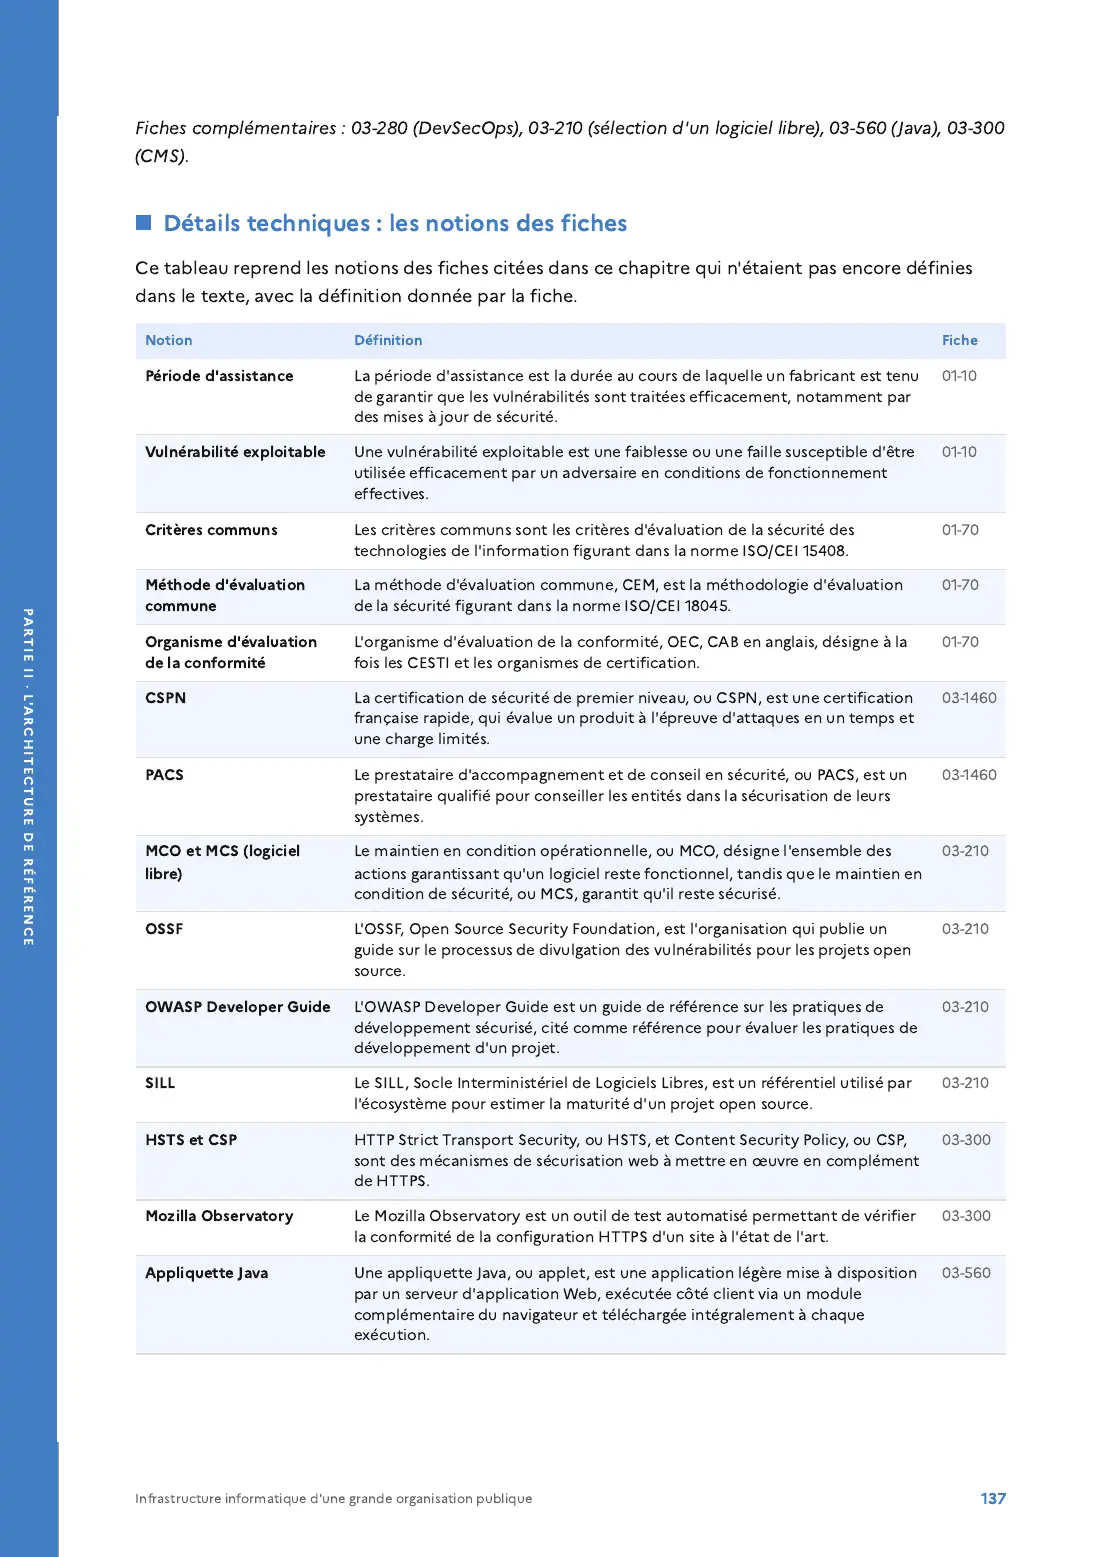 Fiches complémentaires : 03-280 (DevSecOps), 03-210 (sélection d'un logiciel libre), 03-560 (Java), 03-300
(CMS).
Détails techniques : les notions des fiches
Ce tableau reprend les notions des fiches citées dans ce chapitre qui n'étaient pas encore définies
dans le texte, avec la définition donnée par la fiche.
Notion Définition Fiche
Période d'assistance La période d'assistance est la durée au cours de laquelle un fabricant est tenu 01-10
de garantir que les vulnérabilités sont traitées efficacement, notamment par
des mises à jour de sécurité.
Vulnérabilité exploitable Une vulnérabilité exploitable est une faiblesse ou une faille susceptible d'être 01-10
utilisée efficacement par un adversaire en conditions de fonctionnement
effectives.
Critères communs Les critères communs sont les critères d'évaluation de la sécurité des 01-70
technologies de l'information figurant dans la norme ISO/CEI 15408.
Méthode d'évaluation La méthode d'évaluation commune, CEM, est la méthodologie d'évaluation 01-70
commune de la sécurité figurant dans la norme ISO/CEI 18045.
Organisme d'évaluation L'organisme d'évaluation de la conformité, OEC, CAB en anglais, désigne à la 01-70
de la conformité fois les CESTI et les organismes de certification.
CSPN La certification de sécurité de premier niveau, ou CSPN, est une certification 03-1460
française rapide, qui évalue un produit à l'épreuve d'attaques en un temps et
une charge limités.
PACS Le prestataire d'accompagnement et de conseil en sécurité, ou PACS, est un 03-1460
prestataire qualifié pour conseiller les entités dans la sécurisation de leurs
systèmes.
MCO et MCS (logiciel Le maintien en condition opérationnelle, ou MCO, désigne l'ensemble des 03-210
libre) actions garantissant qu'un logiciel reste fonctionnel, tandis que le maintien en
condition de sécurité, ou MCS, garantit qu'il reste sécurisé.
OSSF L'OSSF, Open Source Security Foundation, est l'organisation qui publie un 03-210
guide sur le processus de divulgation des vulnérabilités pour les projets open
source.
OWASP Developer Guide L'OWASP Developer Guide est un guide de référence sur les pratiques de 03-210
développement sécurisé, cité comme référence pour évaluer les pratiques de
développement d'un projet.
SILL Le SILL, Socle Interministériel de Logiciels Libres, est un référentiel utilisé par 03-210
l'écosystème pour estimer la maturité d'un projet open source.
HSTS et CSP HTTP Strict Transport Security, ou HSTS, et Content Security Policy, ou CSP, 03-300
sont des mécanismes de sécurisation web à mettre en œuvre en complément
de HTTPS.
Mozilla Observatory Le Mozilla Observatory est un outil de test automatisé permettant de vérifier 03-300
la conformité de la configuration HTTPS d'un site à l'état de l'art.
Appliquette Java Une appliquette Java, ou applet, est une application légère mise à disposition 03-560
par un serveur d'application Web, exécutée côté client via un module
complémentaire du navigateur et téléchargée intégralement à chaque
exécution.
PARTIE II · L'ARCHITECTURE DE RÉFÉRENCE
Infrastructure informatique d'une grande organisation publique 137